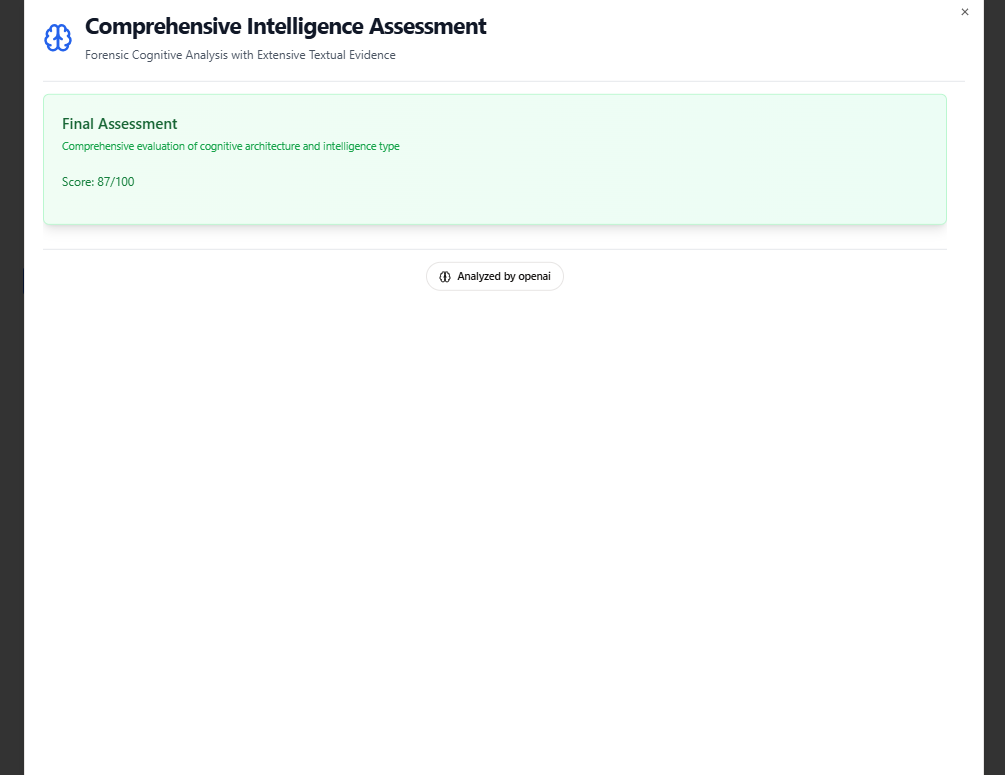 Comprehensive Intelligence Assessment
Forensic Cognitive Analysis with Extensive Textual Evidence
Final Assessment
Comprehensive evaluation of cognitive architecture and intelligence type
Score: 87/100
Analyzed by openai